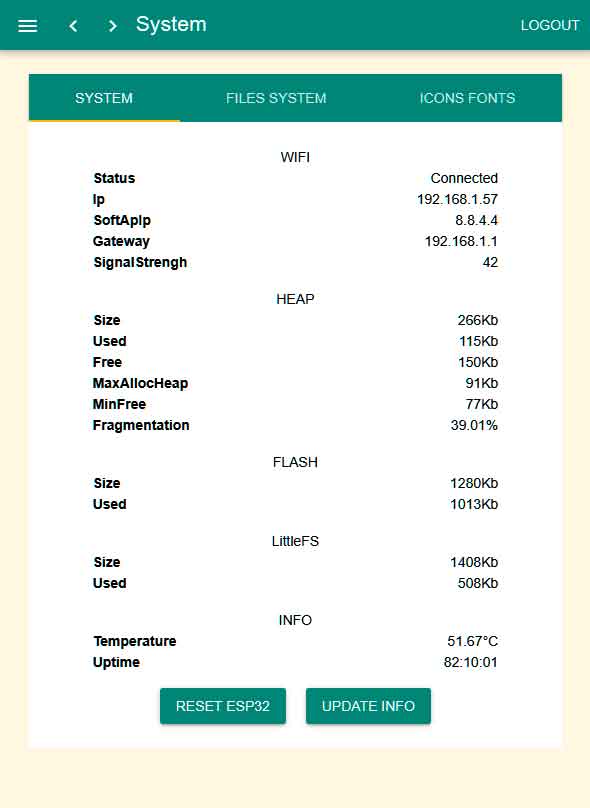 System LOGOUT
SYSTEM FILES SYSTEM ICONS FONTS
WIFI
Status Connected
Ip 192.168.1.57
SoftApIp 8.8.4.4
Gateway 192.168.1.1
SignalStrengh 42
HEAP
Size 266Kb
Used 115Kb
Free 150Kb
MaxAllocHeap 91Kb
MinFree 77Kb
Fragmentation 39.01%
FLASH
Size 1280Kb
Used 1013Kb
LittleFS
Size 1408Kb
Used 508Kb
INFO
Temperature 51.67°C
Uptime 82:10:01
RESET ESP32 UPDATE INFO